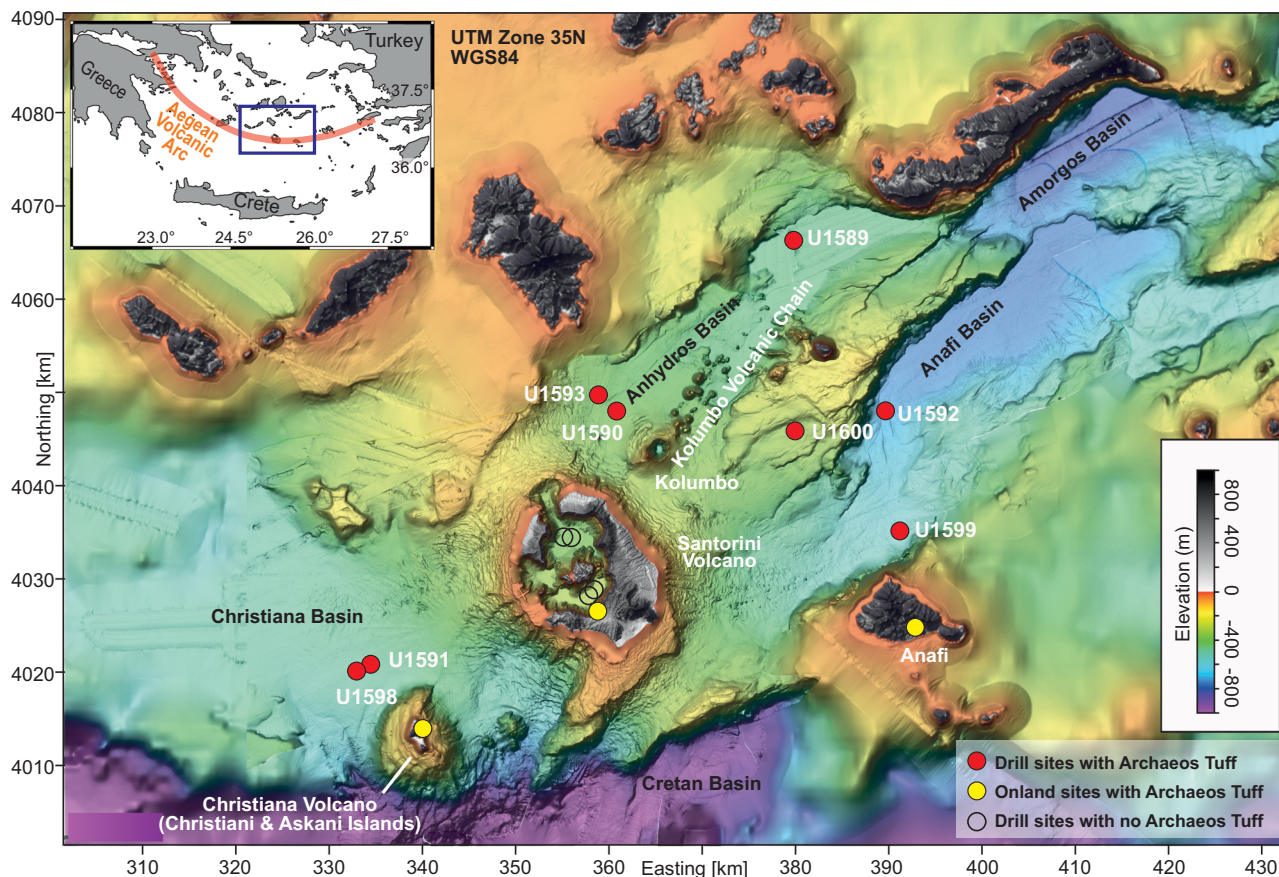 4090
4080
4070
4060
4050
4040
4030
4020
4010
Northing [km]
UTM Zone 35N
WGS84
Turkey
Greece
37.5°
Aegean
Volcanic
Arc
36.0°
Crete
23.0°
24.5°
26.0°
27.5°
Amorgos Basin
U1589
Anhydros Basin
Kolumbo Volcanic Chain
Anafi Basin
U1593
U1590
U1592
U1600
Kolumbo
U1599
Santorini
Volcano
Christiana Basin
U1591
U1598
Anafi
Cretan Basin
Christiana Volcano
(Christiani & Askani Islands)
Elevation (m)
800
400
0
-400
-800
Drill sites with Archaeos Tuff
Onland sites with Archaeos Tuff
Drill sites with no Archaeos Tuff
310
320
330
340
350
360
370
380
390
400
410
420
430
Easting [km]